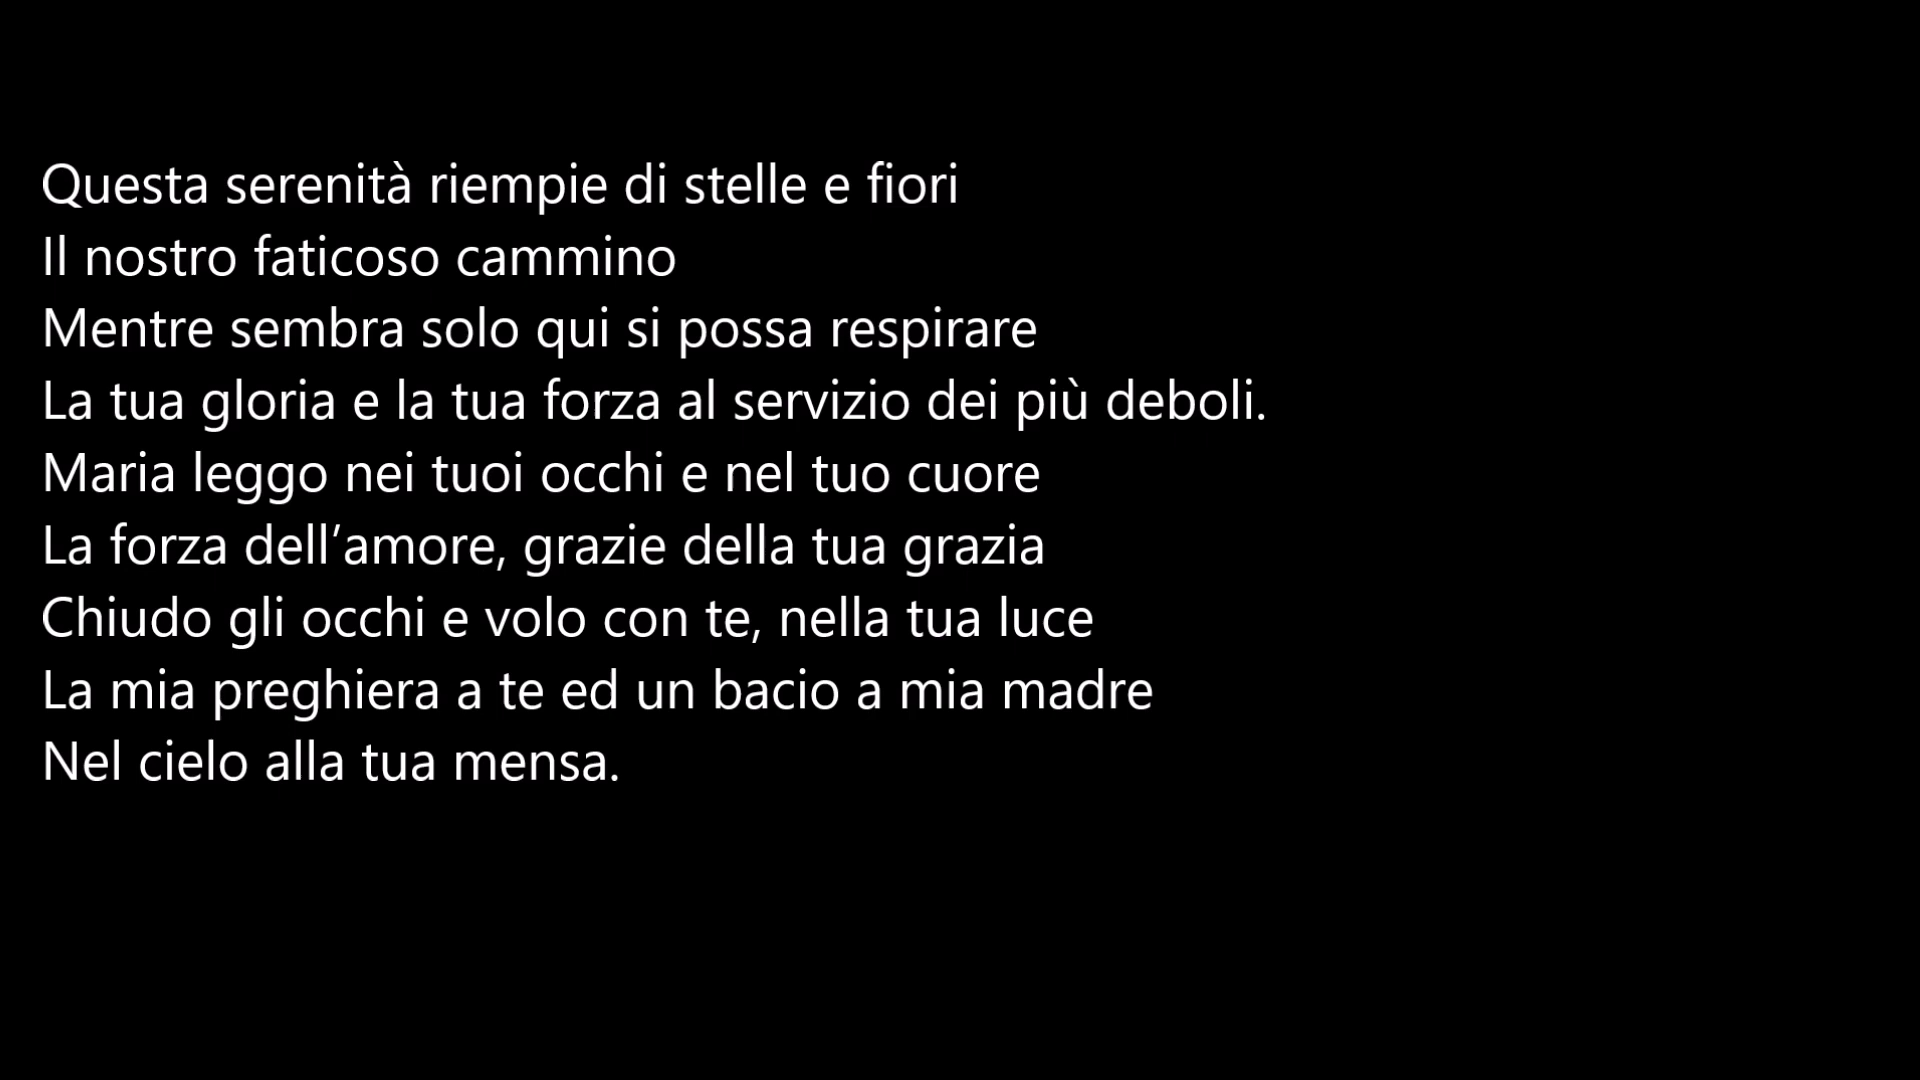 Questa serenità riempie di stelle e fiori
Il nostro faticoso cammino
Mentre sembra solo qui si possa respirare
La tua gloria e la tua forza al servizio dei più deboli.
Maria leggo nei tuoi occhi e nel tuo cuore
La forza dell’amore, grazie della tua grazia
Chiudo gli occhi e volo con te, nella tua luce
La mia preghiera a te ed un bacio a mia madre
Nel cielo alla tua mensa.